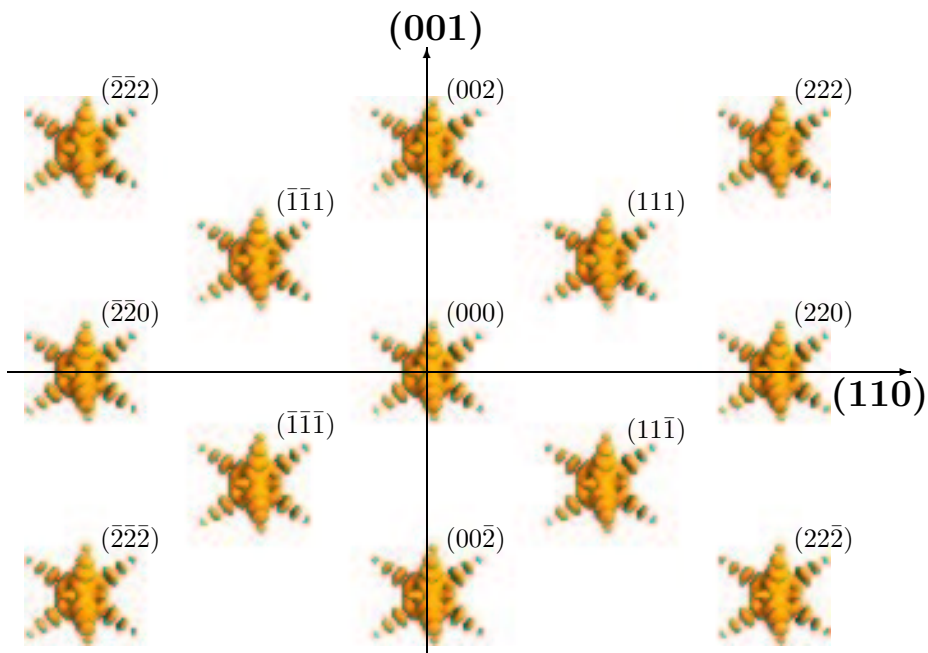 (001)
(2̅2̅2) (002) (222)
(1̅1̅1) (111)
(2̅2̅0) (000) (220)
(110)
(1̅1̅1̅) (111̅)
(2̅2̅2̅) (002̅) (222̅)